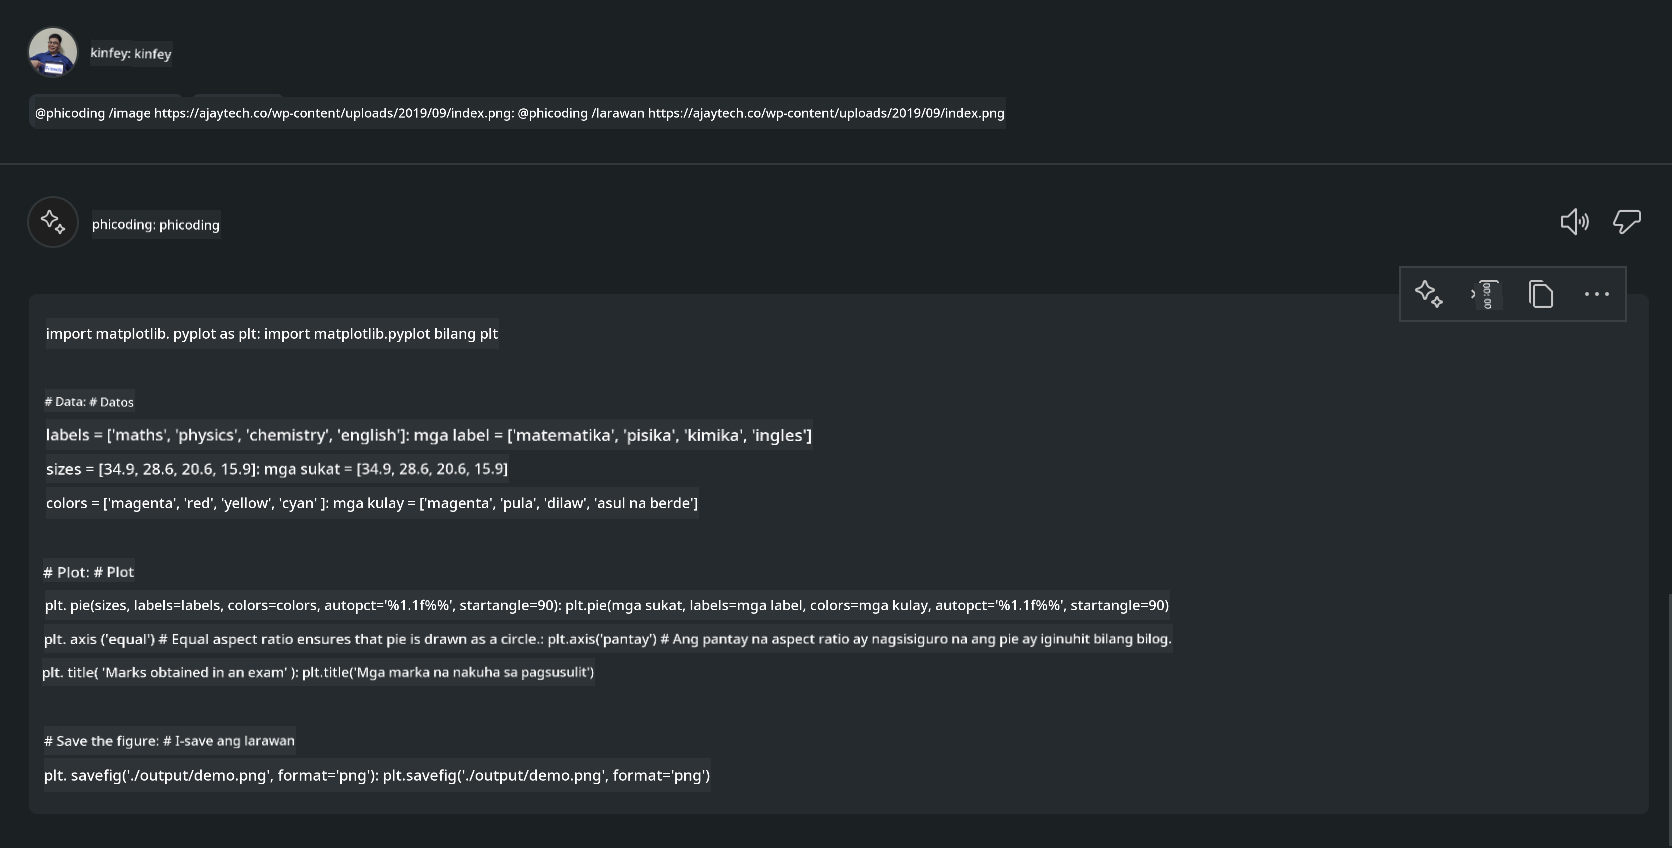 kinfey: kinfey
@phicoding /image https://ajaytech.co/wp-content/uploads/2019/09/index.png: @phicoding /larawan https://ajaytech.co/wp-content/uploads/2019/09/index.png
phicoding: phicoding
00:00
import matplotlib. pyplot as plt: import matplotlib.pyplot bilang plt
# Data: # Datos
labels = ['maths', 'physics', 'chemistry', 'english']: mga label = ['matematika', 'pisika', 'kimika', 'ingles']
sizes = [34.9, 28.6, 20.6, 15.9]: mga sukat = [34.9, 28.6, 20.6, 15.9]
colors = ['magenta', 'red', 'yellow', 'cyan' ]: mga kulay = ['magenta', 'pula', 'dilaw', 'asul na berde']
# Plot: # Plot
plt. pie(sizes, labels=labels, colors=colors, autopct='%1.1f%%', startangle=90): plt.pie(mga sukat, labels=mga label, colors=mga kulay, autopct='%1.1f%%', startangle=90)
plt. axis ('equal') # Equal aspect ratio ensures that pie is drawn as a circle.: plt.axis('pantay') # Ang pantay na aspect ratio ay nagsisiguro na ang pie ay iginuhit bilang bilog.
plt. title( 'Marks obtained in an exam' ): plt.title('Mga marka na nakuha sa pagsusulit')
# Save the figure: # I-save ang larawan
plt. savefig('./output/demo.png', format='png'): plt.savefig('./output/demo.png', format='png')